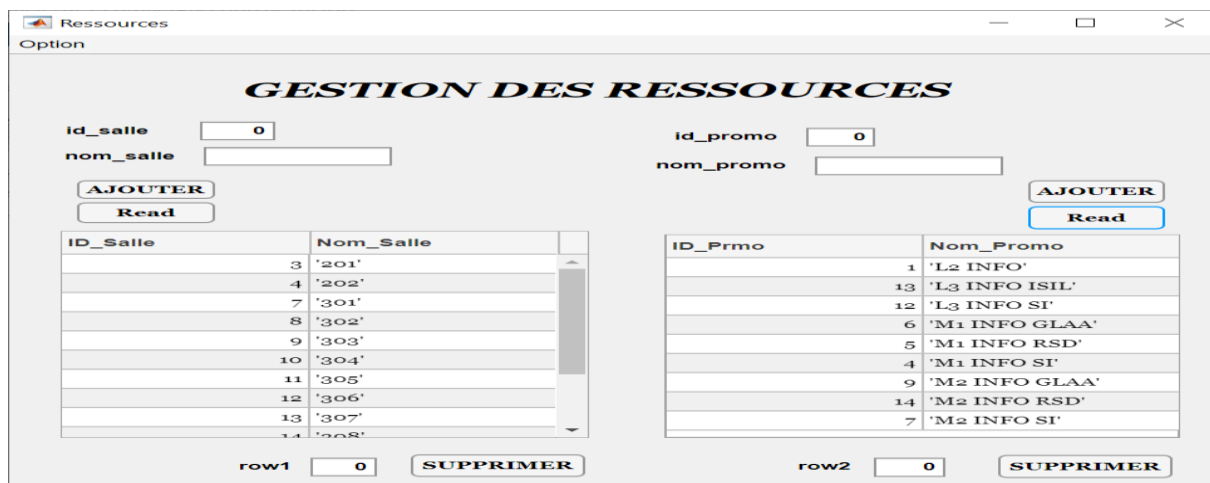 Ressources
Option
GESTION DES RESSOURCES
id_salle 0
nom_salle
AJOUTER
Read
ID_Salle Nom_Salle
3 '201'
4 '202'
7 '301'
8 '302'
9 '303'
10 '304'
11 '305'
12 '306'
13 '307'
14 '308'
row1 0 SUPPRIMER
id_promo 0
nom_promo
AJOUTER
Read
ID_Prmo Nom_Promo
1 'L2 INFO'
13 'L3 INFO ISIL'
12 'L3 INFO SI'
6 'M1 INFO GLAA'
5 'M1 INFO RSD'
4 'M1 INFO SI'
9 'M2 INFO GLAA'
14 'M2 INFO RSD'
7 'M2 INFO SI'
row2 0 SUPPRIMER